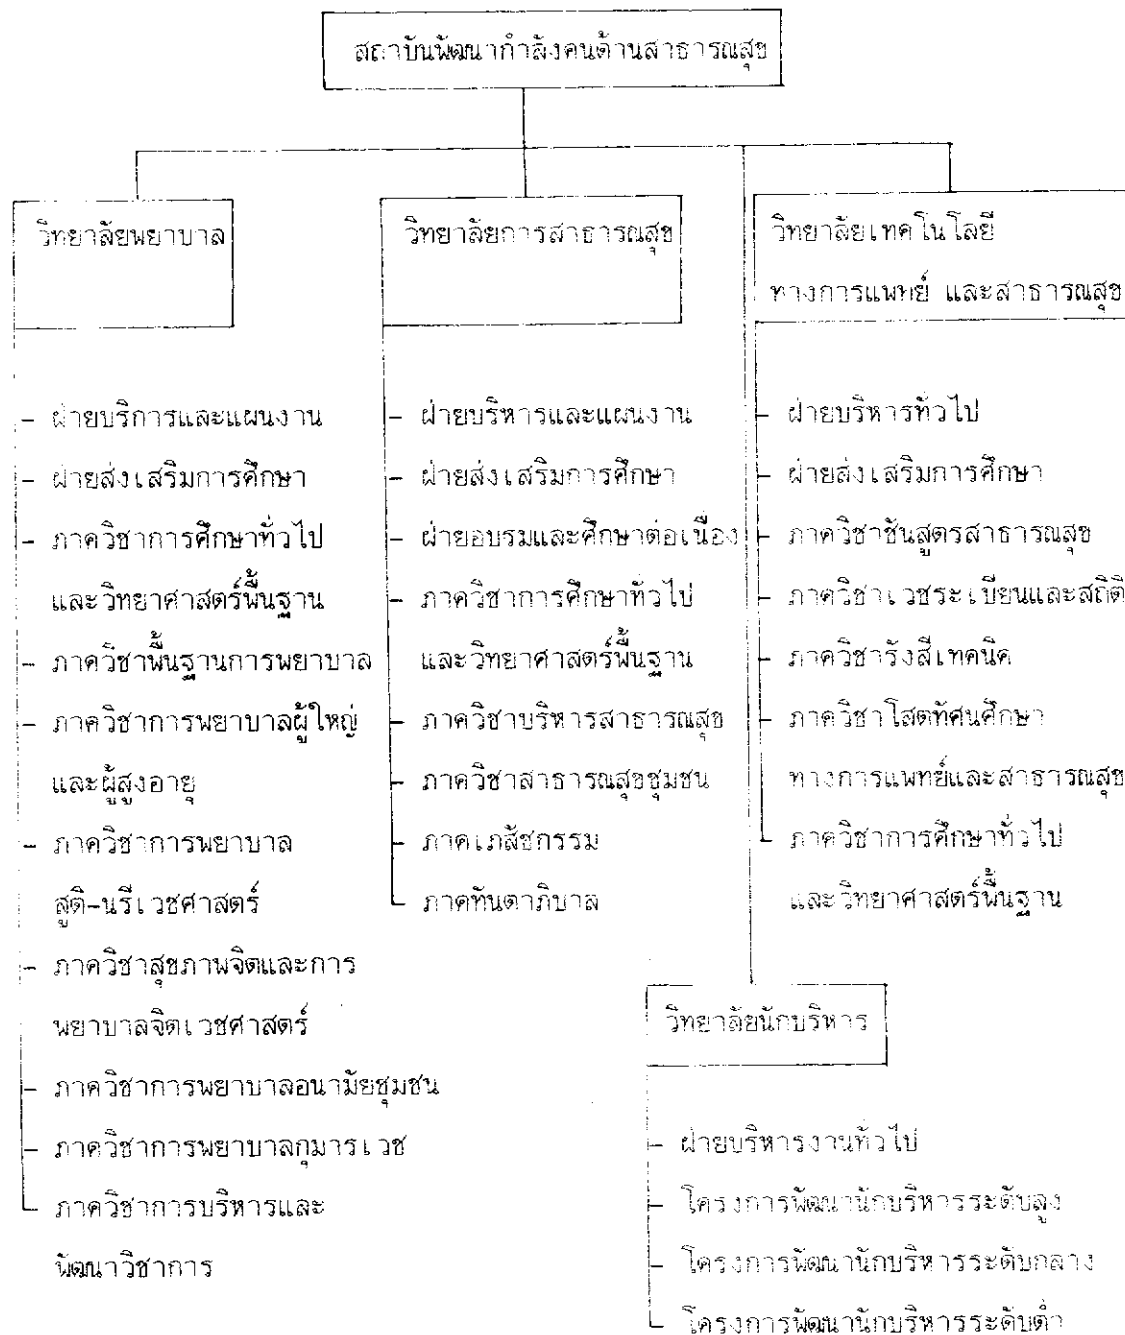 สถาบันพัฒนากำลังคนด้านสาธารณสุข
วิทยาลัยพยาบาล
- ฝ่ายบริการและแผนงาน
- ฝ่ายส่งเสริมการศึกษา
- ภาควิชาการศึกษาทั่วไป
และวิทยาศาสตร์พื้นฐาน
- ภาควิชาพื้นฐานการพยาบาล
- ภาควิชาการพยาบาลผู้ใหญ่
และผู้สูงอายุ
- ภาควิชาการพยาบาล
สูติ-นรีเวชศาสตร์
- ภาควิชาสุขภาพจิตและการ
พยาบาลจิตเวชศาสตร์
- ภาควิชาการพยาบาลอนามัยชุมชน
- ภาควิชาการพยาบาลกุมารเวช
- ภาควิชาการบริหารและ
พัฒนาวิชาการ
วิทยาลัยการสาธารณสุข
- ฝ่ายบริหารและแผนงาน
- ฝ่ายส่งเสริมการศึกษา
- ฝ่ายอบรมและศึกษาต่อเนื่อง
- ภาควิชาการศึกษาทั่วไป
และวิทยาศาสตร์พื้นฐาน
- ภาควิชาบริหารสาธารณสุข
- ภาควิชาสาธารณสุขชุมชน
- ภาคเภสัชกรรม
- ภาคทันตาภิบาล
วิทยาลัยเทคโนโลยี
ทางการแพทย์ และสาธารณสุข
- ฝ่ายบริหารทั่วไป
- ฝ่ายส่งเสริมการศึกษา
- ภาควิชาชันสูตรสาธารณสุข
- ภาควิชาเวชระเบียนและสถิติ
- ภาควิชารังสีเทคนิค
- ภาควิชาโสตทัศนศึกษา
ทางการแพทย์และสาธารณสุข
- ภาควิชาการศึกษาทั่วไป
และวิทยาศาสตร์พื้นฐาน
วิทยาลัยนักบริหาร
- ฝ่ายบริหารงานทั่วไป
- โครงการพัฒนานักบริหารระดับสูง
- โครงการพัฒนานักบริหารระดับกลาง
- โครงการพัฒนานักบริหารระดับต่ำ